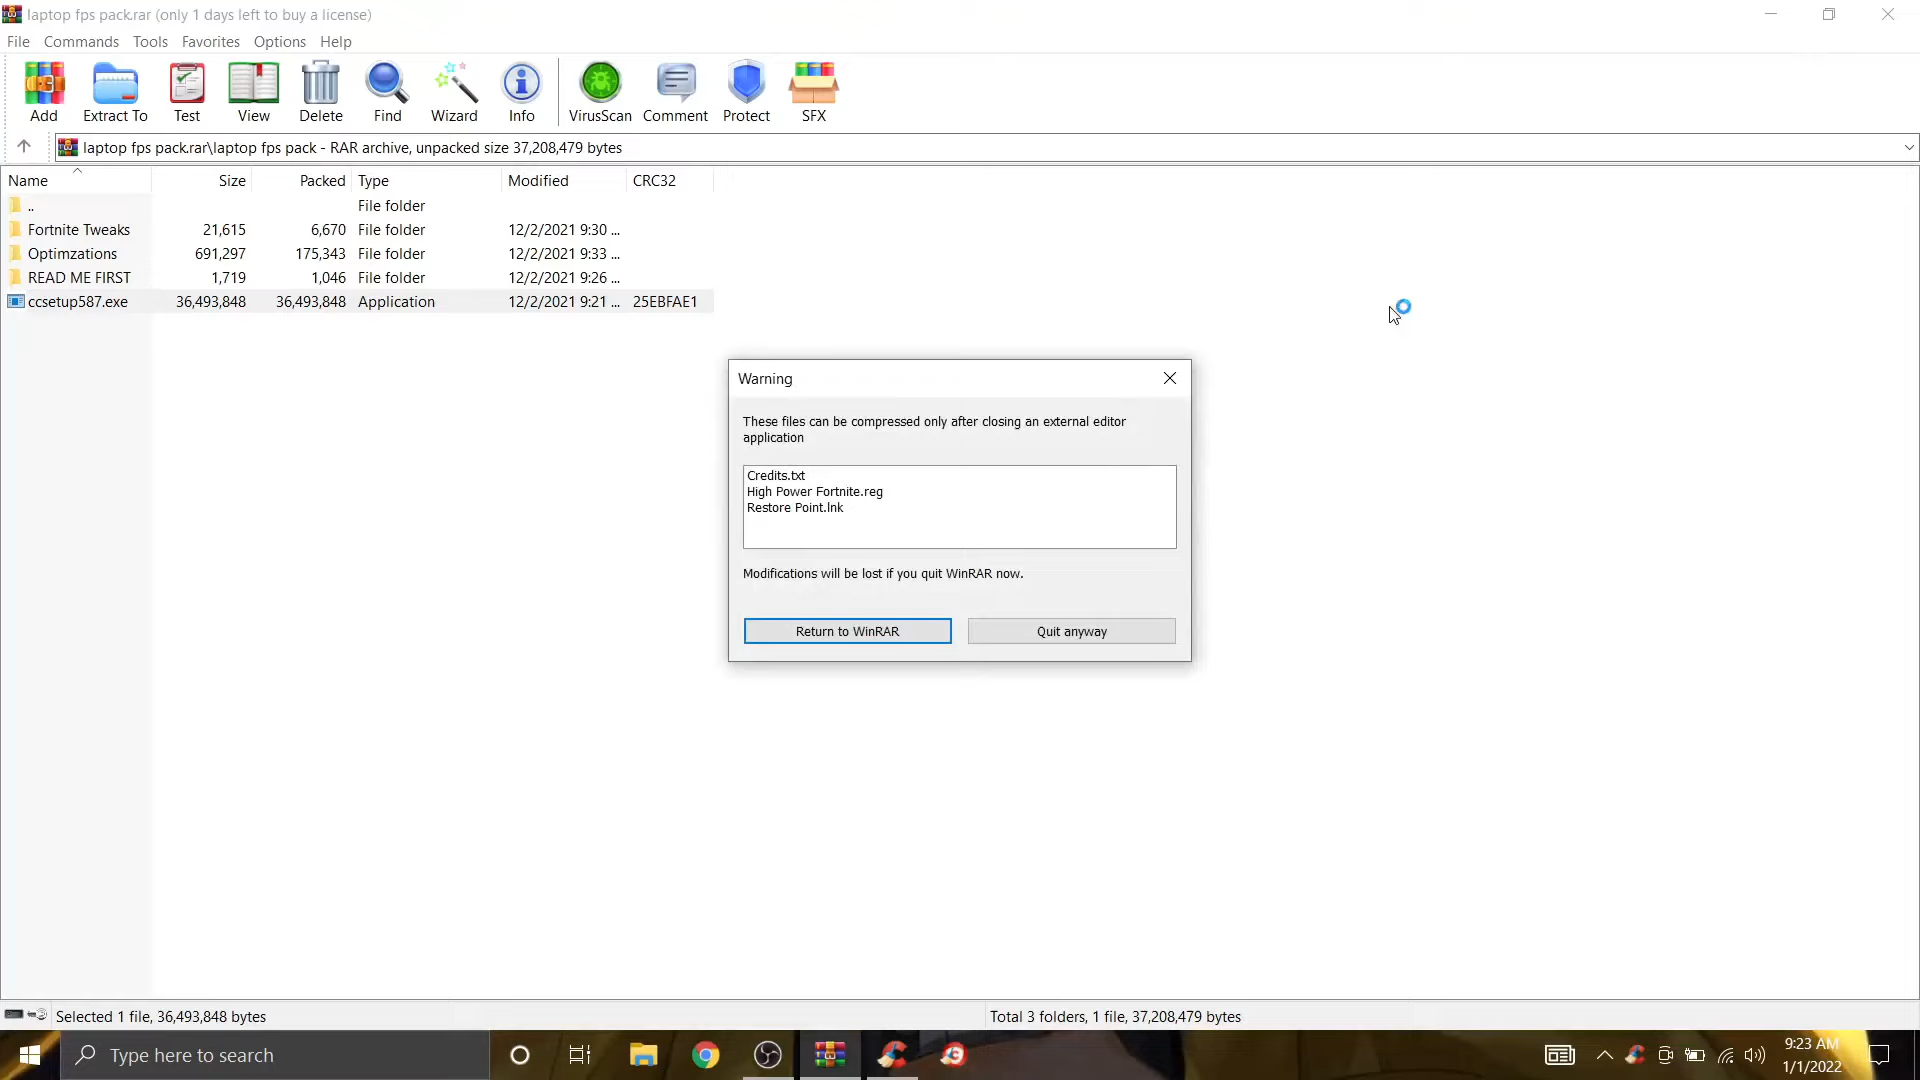 laptop fps pack.rar (only 1 days left to buy a license)
File Commands Tools Favorites Options Help
Add Extract To Test View Delete Find Wizard Info VirusScan Comment Protect SFX
laptop fps pack.rar\laptop fps pack - RAR archive, unpacked size 37,208,479 bytes
Name Size Packed Type Modified CRC32
.. File folder
Fortnite Tweaks 21,615 6,670 File folder 12/2/2021 9:30 ...
Optimzations 691,297 175,343 File folder 12/2/2021 9:33 ...
READ ME FIRST 1,719 1,046 File folder 12/2/2021 9:26 ...
ccsetup587.exe 36,493,848 36,493,848 Application 12/2/2021 9:21 ... 25EBFAE1
Warning
These files can be compressed only after closing an external editor
application
Credits.txt
High Power Fortnite.reg
Restore Point.lnk
Modifications will be lost if you quit WinRAR now.
Return to WinRAR Quit anyway
Selected 1 file, 36,493,848 bytes Total 3 folders, 1 file, 37,208,479 bytes
Type here to search
9:23 AM
1/1/2022